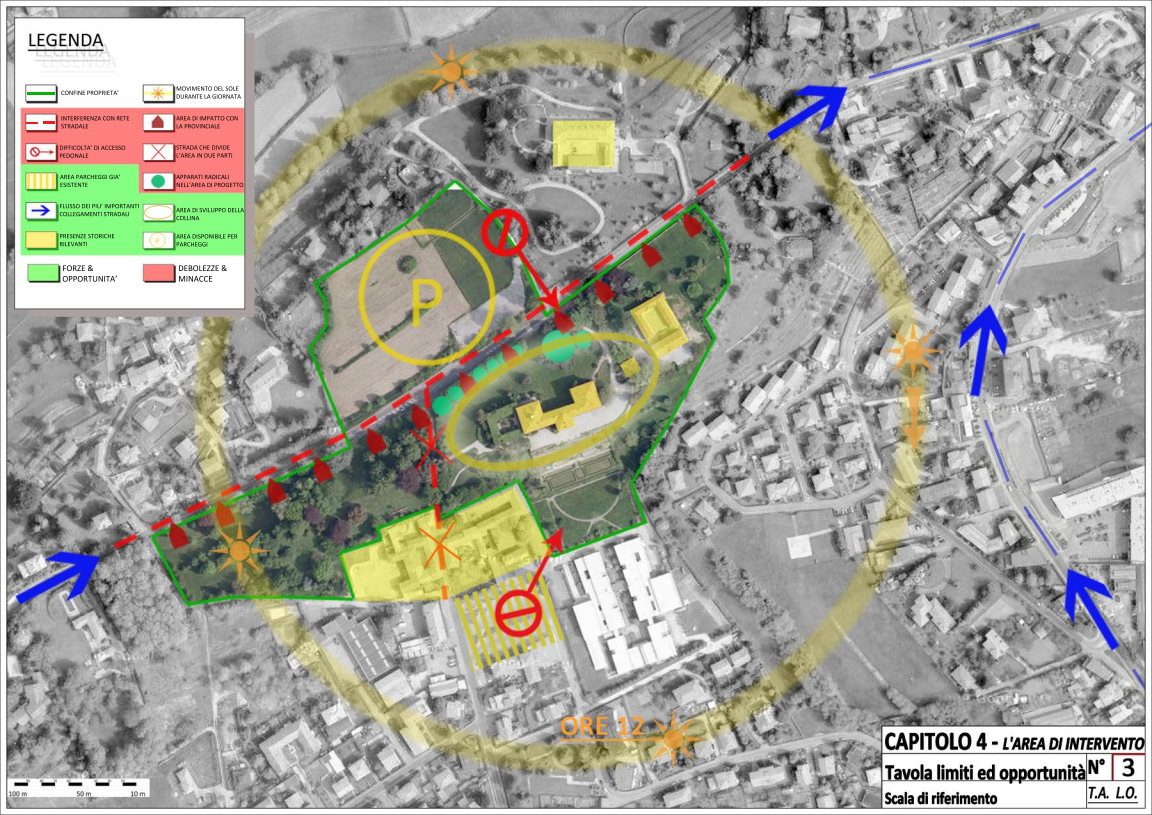 LEGENDA
CONFINE PROPRIETA'
MOVIMENTO DEL SOLE
DURANTE LA GIORNATA
INTERFERENZA CON RETE
STRADALE
AREA DI IMPATTO CON
LA PROVINCIALE
DIFFICOLTA' DI ACCESSO
PEDONALE
STRADA CHE DIVIDE
L'AREA IN DUE PARTI
AREA PARCHEGGI GIA'
ESISTENTE
APPARATI RADICALI
NELL'AREA DI PROGETTO
FLUSSO DEI PIU' IMPORTANTI
COLLEGAMENTI STRADALI
AREA DI SVILUPPO DELLA
COLLINA
PRESENZE STORICHE
RILEVANTI
P
AREA DISPONIBILE PER
PARCHEGGI
FORZE &
OPPORTUNITA'
DEBOLEZZE &
MINACCE
P
ORE 12
100 m
50 m
10 m
CAPITOLO 4 - L'AREA DI INTERVENTO
Tavola limiti ed opportunità
N° 3
Scala di riferimento
T.A. L.O.